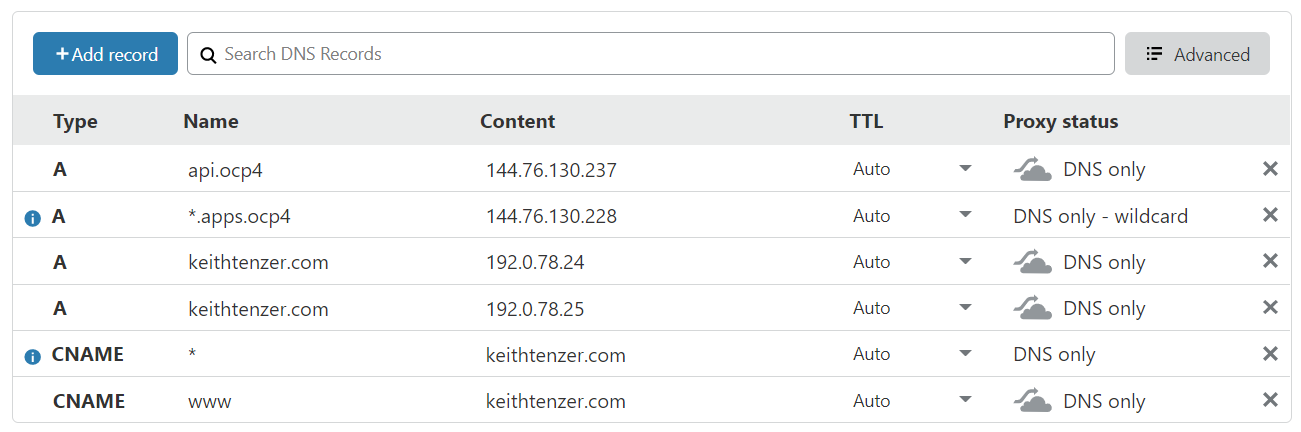 +Add record Search DNS Records Advanced
Type Name Content TTL Proxy status
A api.ocp4 144.76.130.237 Auto DNS only
A *.apps.ocp4 144.76.130.228 Auto DNS only - wildcard
A keithtenzer.com 192.0.78.24 Auto DNS only
A keithtenzer.com 192.0.78.25 Auto DNS only
CNAME * keithtenzer.com Auto DNS only
CNAME www keithtenzer.com Auto DNS only